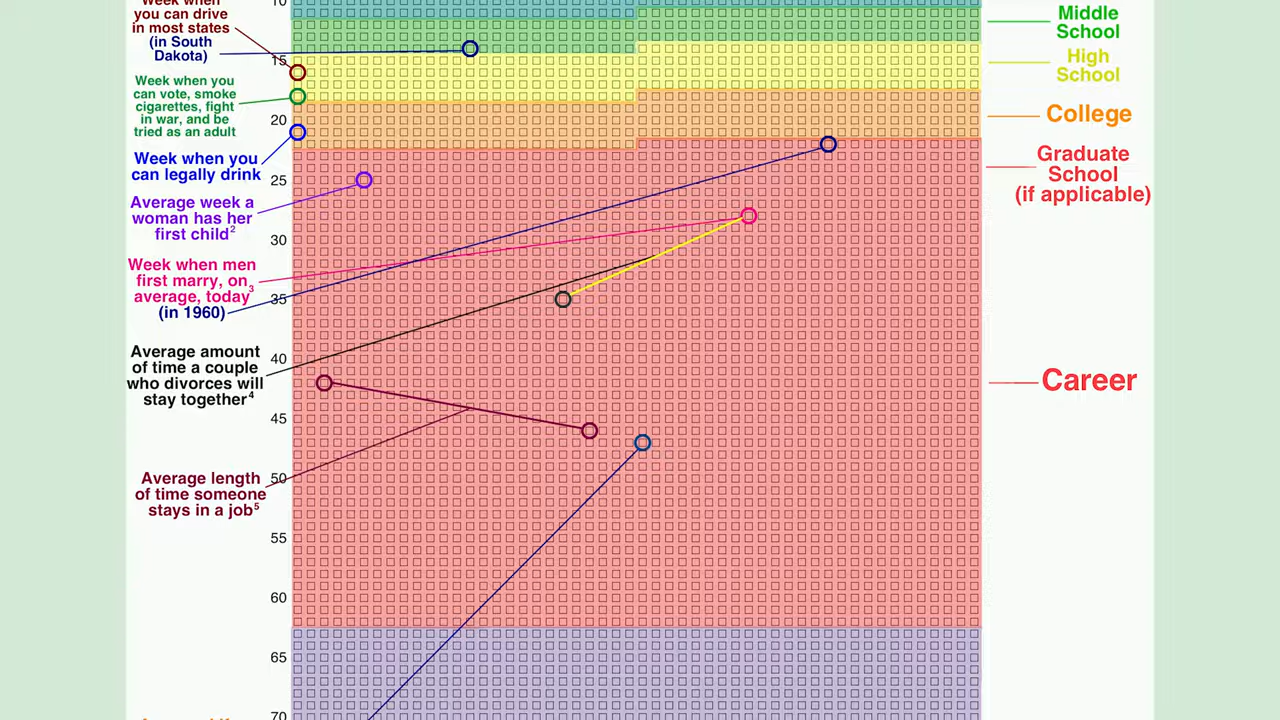 Week when
you can drive
in most states
(in South
Dakota)
Week when you
can vote, smoke
cigarettes, fight
in war, and be
tried as an adult
Week when you
can legally drink
Average week a
woman has her
first child2
Week when men
first marry, on
average, today3
(in 1960)
Average amount
of time a couple
who divorces will
stay together4
Average length
of time someone
stays in a job5
10
15
20
25
30
35
40
45
50
55
60
65
70
Middle
School
High
School
College
Graduate
School
(if applicable)
Career